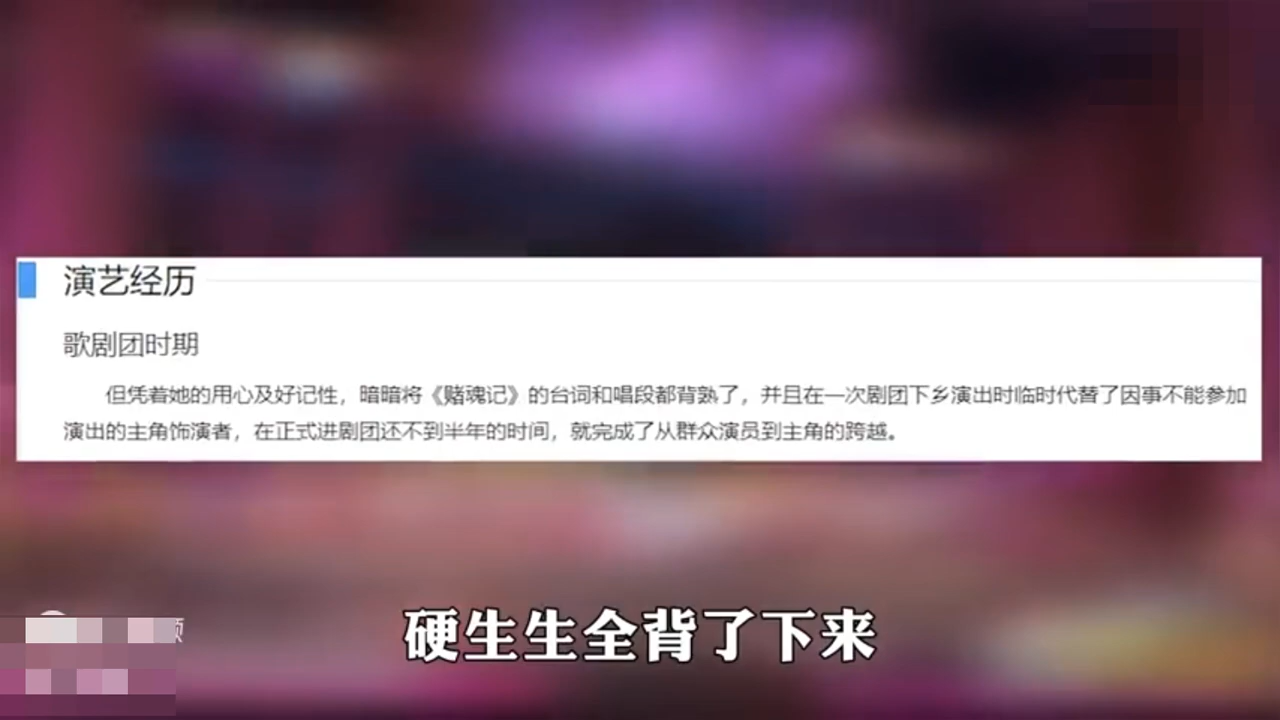 演艺经历
歌剧团时期
但凭着她的用心及好记性，暗暗将《赌魂记》的台词和唱段都背熟了，并且在一次剧团下乡演出时临时代替了因事不能参加
演出的主角饰演者，在正式进剧团还不到半年的时间，就完成了从群众演员到主角的跨越。
硬生生全背了下来